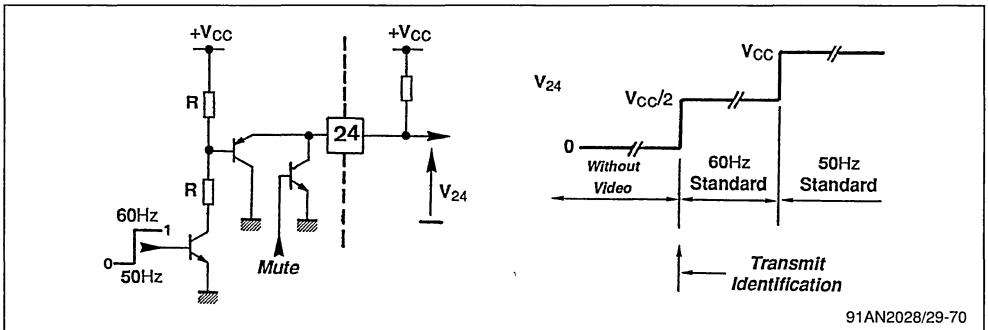 +VCC
+VCC
R
24
R
V24
60Hz
1
0
50Hz
Mute
VCC
V24
VCC/2
0
Without
Video
60Hz
Standard
50Hz
Standard
Transmit
Identification
91AN2028/29-70